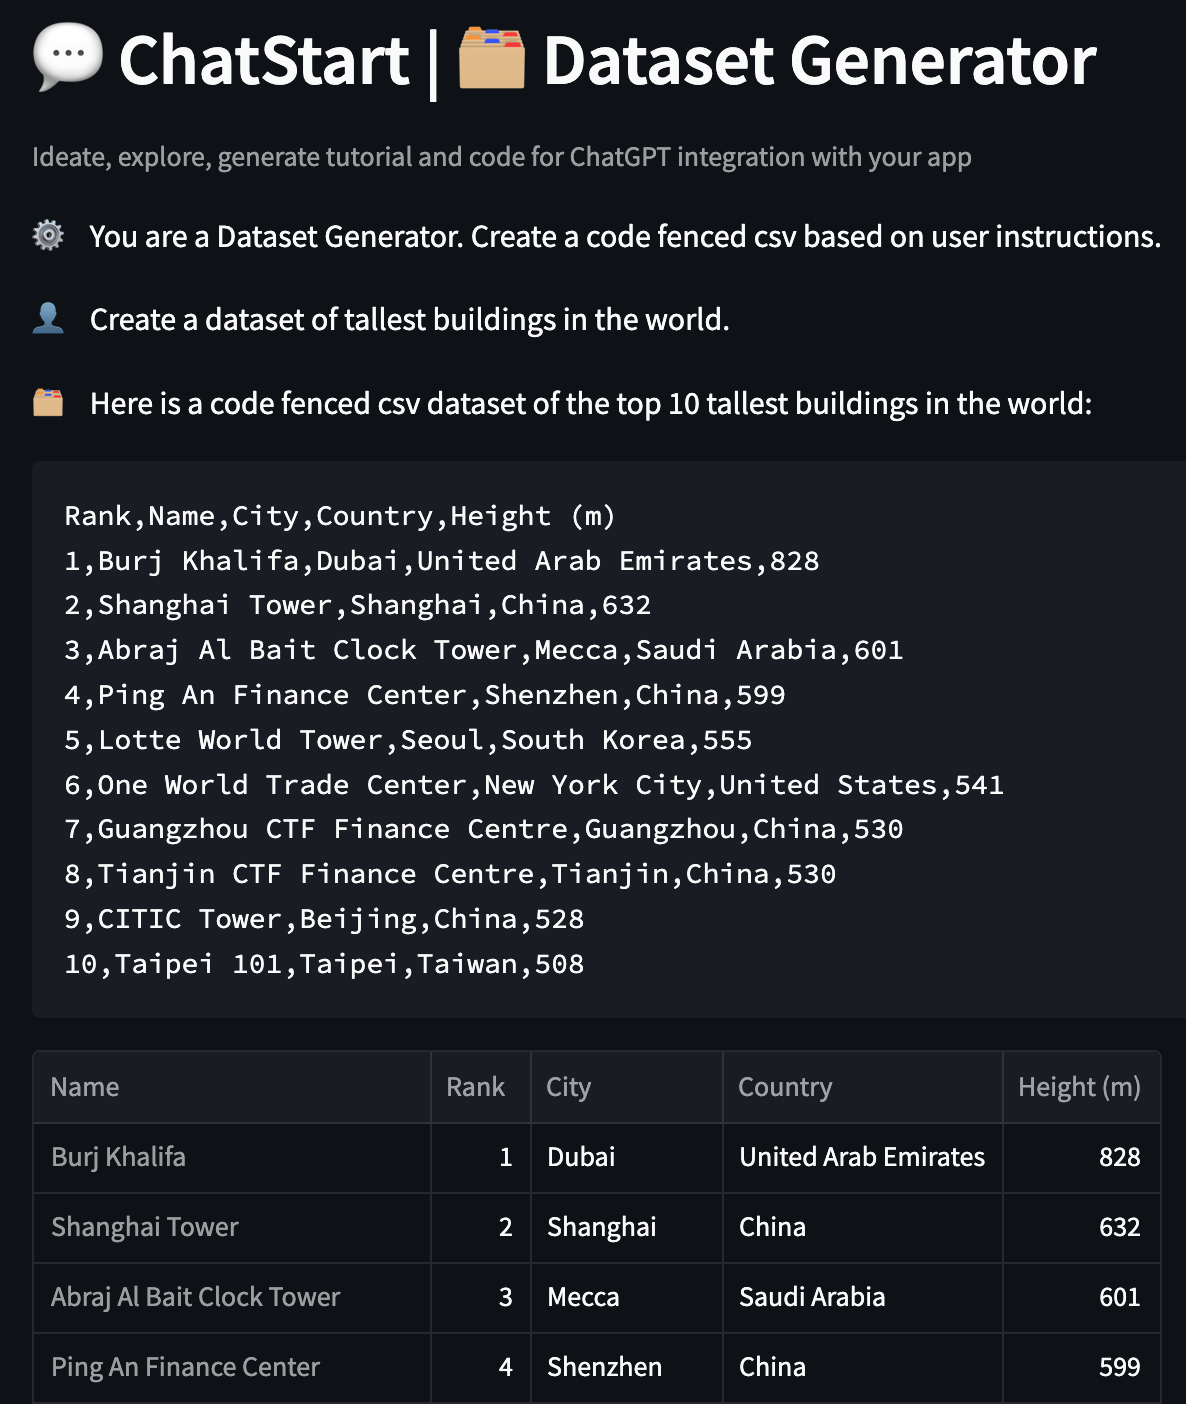 ChatStart | Dataset Generator
Ideate, explore, generate tutorial and code for ChatGPT integration with your app
You are a Dataset Generator. Create a code fenced csv based on user instructions.
Create a dataset of tallest buildings in the world.
Here is a code fenced csv dataset of the top 10 tallest buildings in the world:
Rank,Name,City,Country,Height (m)
1,Burj Khalifa,Dubai,United Arab Emirates,828
2,Shanghai Tower,Shanghai,China,632
3,Abraj Al Bait Clock Tower,Mecca,Saudi Arabia,601
4,Ping An Finance Center,Shenzhen,China,599
5,Lotte World Tower,Seoul,South Korea,555
6,One World Trade Center,New York City,United States,541
7,Guangzhou CTF Finance Centre,Guangzhou,China,530
8,Tianjin CTF Finance Centre,Tianjin,China,530
9,CITIC Tower,Beijing,China,528
10,Taipei 101,Taipei,Taiwan,508
Name Rank City Country Height (m)
Burj Khalifa 1 Dubai United Arab Emirates 828
Shanghai Tower 2 Shanghai China 632
Abraj Al Bait Clock Tower 3 Mecca Saudi Arabia 601
Ping An Finance Center 4 Shenzhen China 599